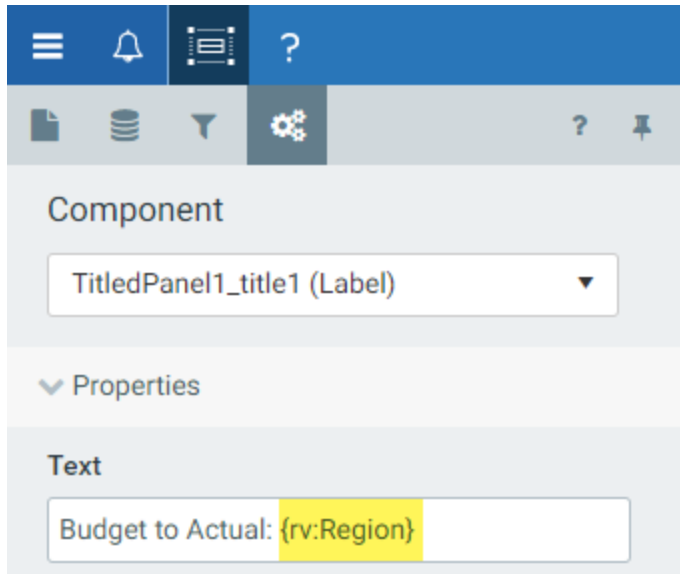 ?
?
Component
TitledPanel1_title1 (Label)
Properties
Text
Budget to Actual: {rv:Region}